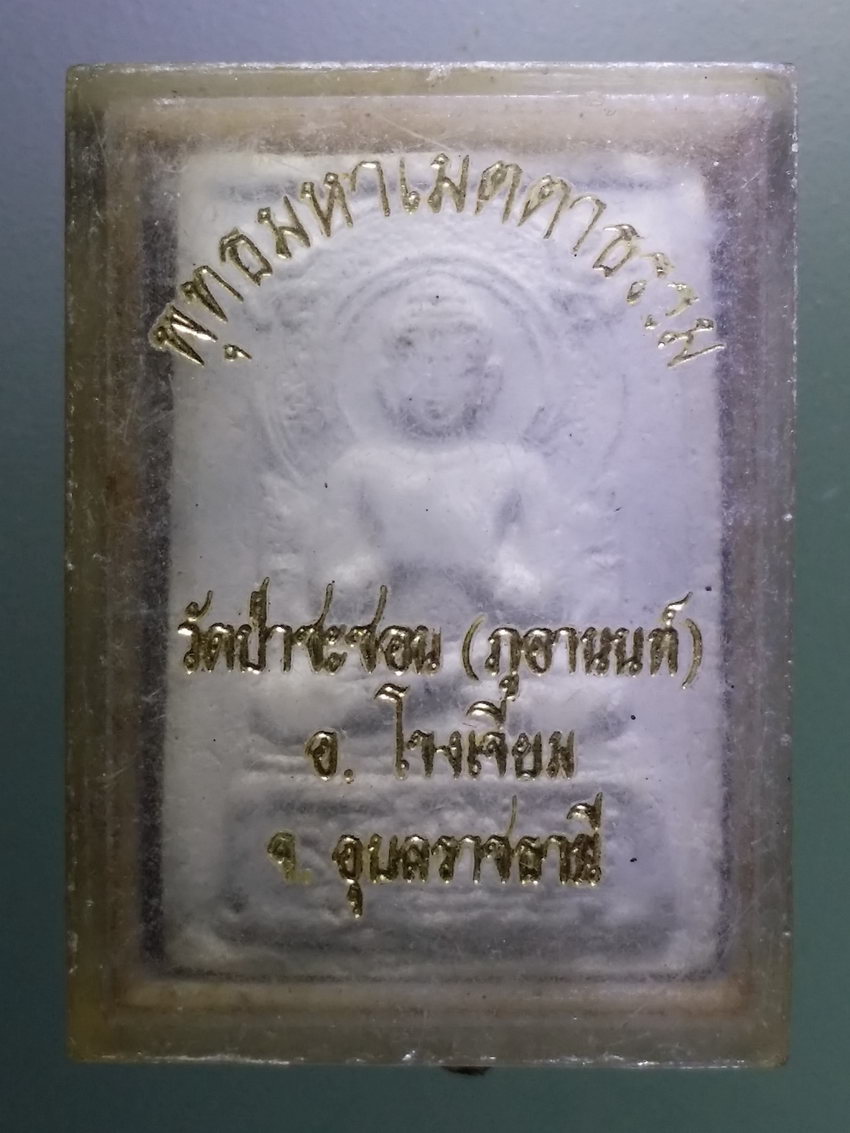 พุทธมหาเมตตาธรรม
วัดป่าชะซอม (ภูอานนท์)
อ. โขงเจียม
จ. อุบลราชธานี